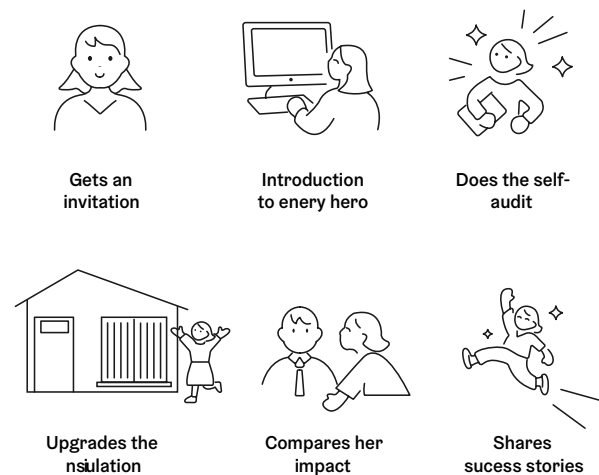 Gets an
invitation
Introduction
to enery hero
Does the self-
audit
Upgrades the
nsiulation
Compares her
impact
Shares
sucess stories